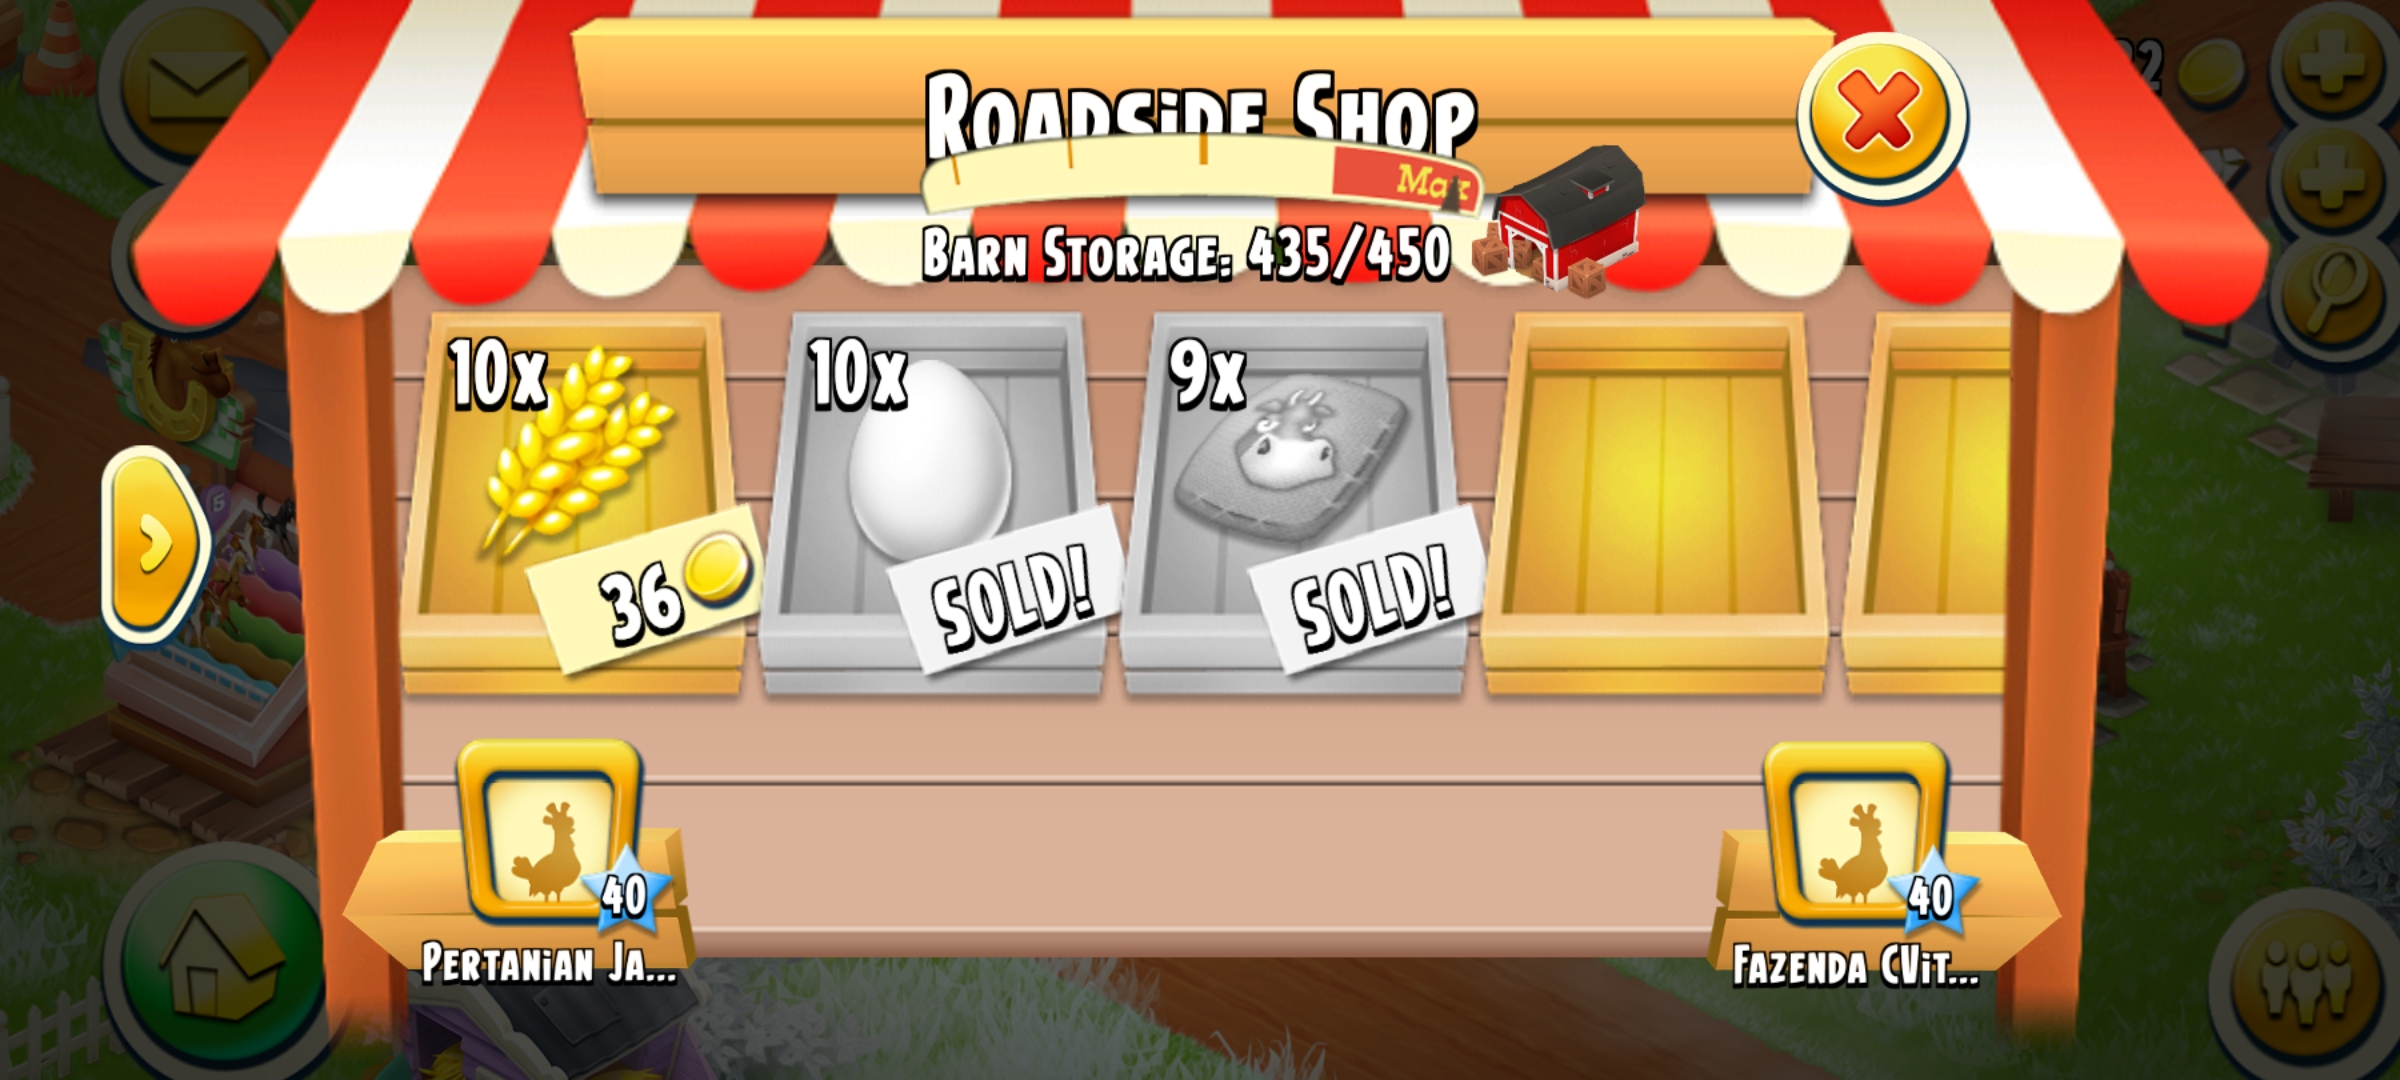 Roadside Shop
Max
Barn Storage: 435/450
10x
10x
9x
36
SOLD!
SOLD!
40
40
Pertanian Ja...
Fazenda CVit...